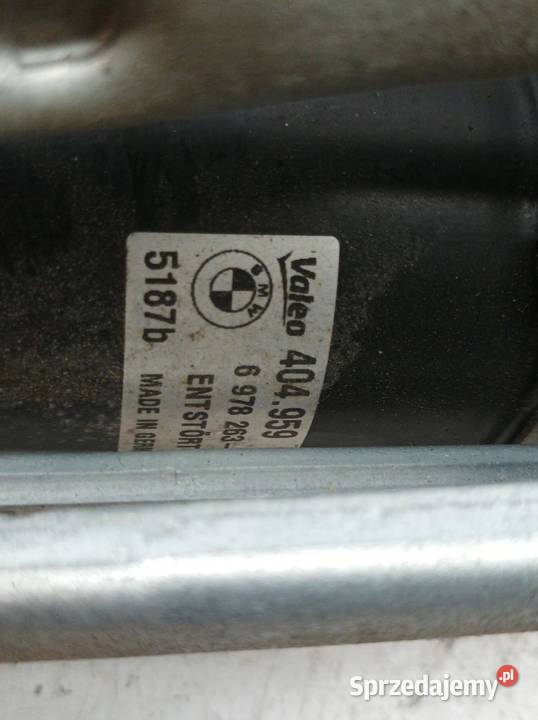 Valeo 404.959
BMW 6 978 263-
ENTSTÖRT
5187b MADE IN
Sprzedajemy.pl